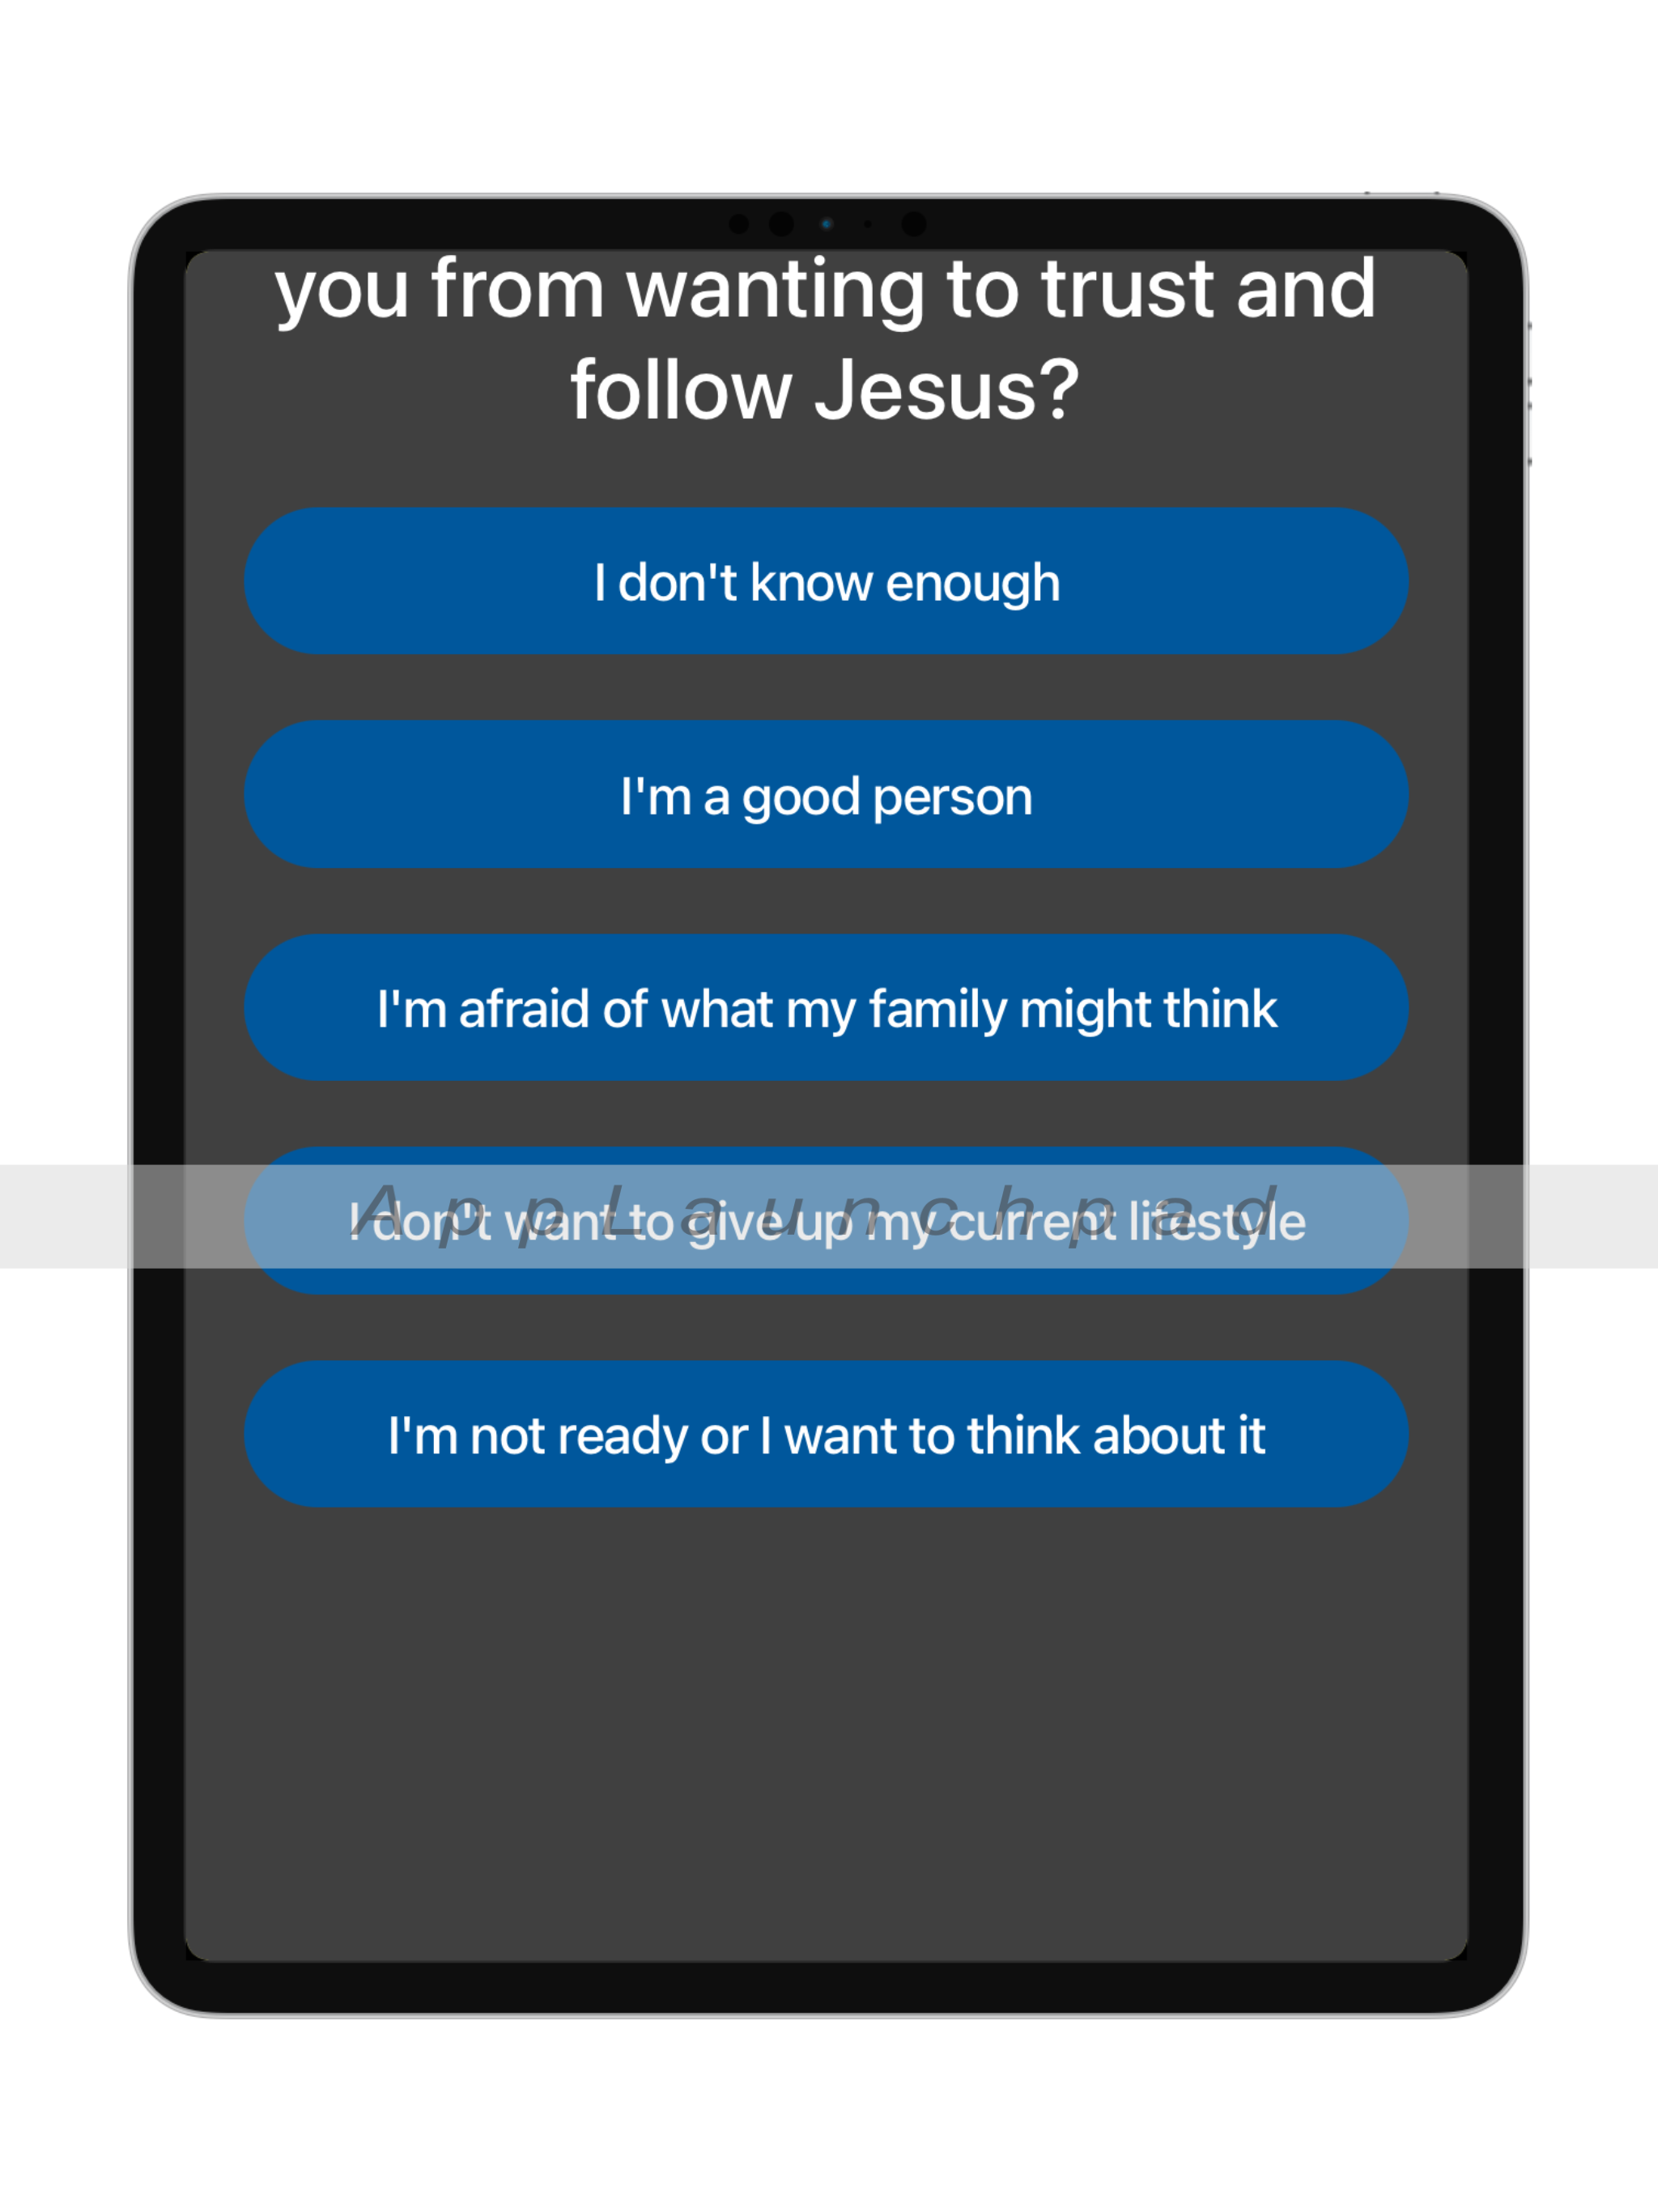 you from wanting to trust and
follow Jesus?
I don't know enough
I'm a good person
I'm afraid of what my family might think
I don't want to give up my current lifestyle
AppLaunchpad
I'm not ready or I want to think about it